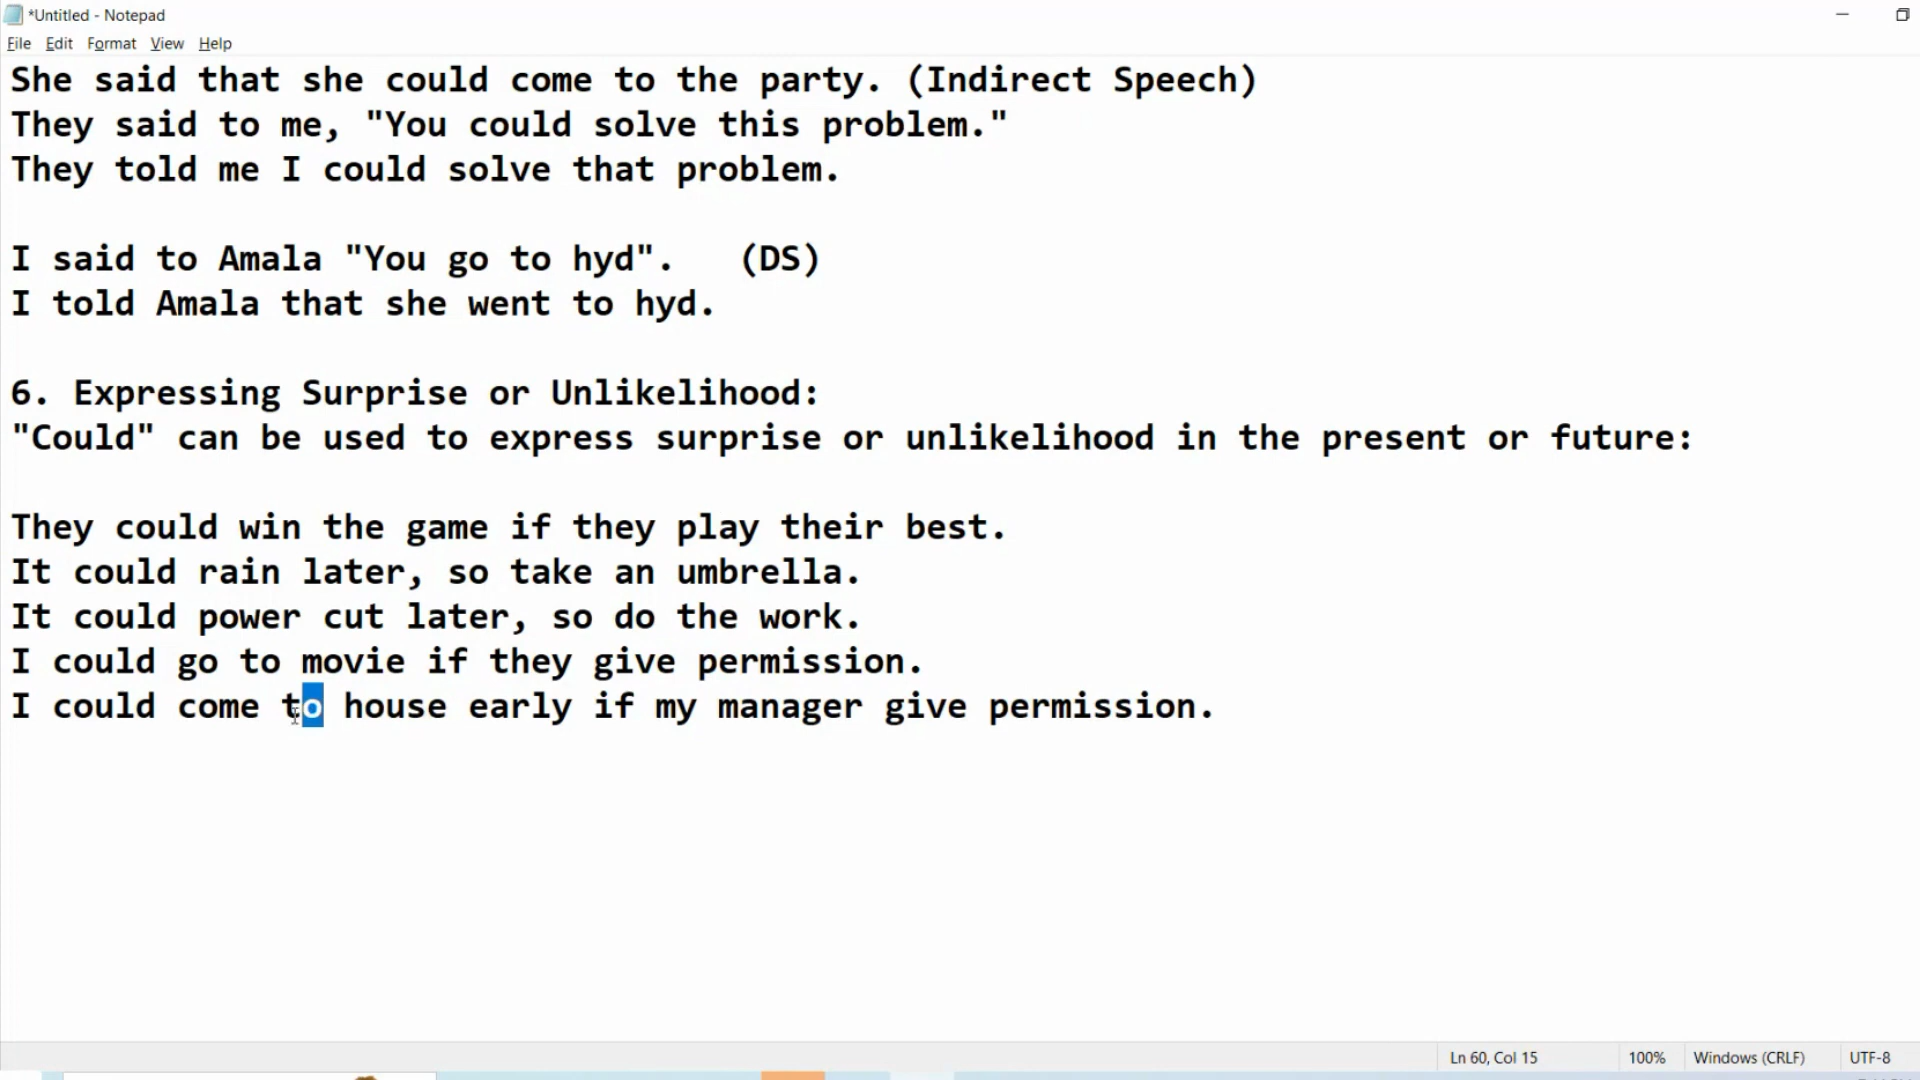 *Untitled - Notepad
File Edit Format View Help
She said that she could come to the party. (Indirect Speech)
They said to me, "You could solve this problem."
They told me I could solve that problem.
I said to Amala "You go to hyd".   (DS)
I told Amala that she went to hyd.
6. Expressing Surprise or Unlikelihood:
"Could" can be used to express surprise or unlikelihood in the present or future:
They could win the game if they play their best.
It could rain later, so take an umbrella.
It could power cut later, so do the work.
I could go to movie if they give permission.
I could come to house early if my manager give permission.
Ln 60, Col 15 100% Windows (CRLF) UTF-8